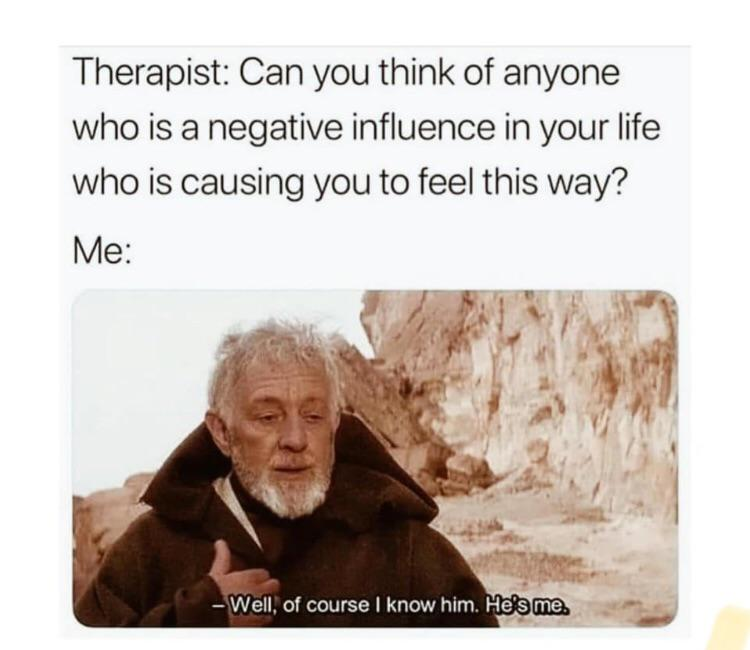 Therapist: Can you think of anyone
who is a negative influence in your life
who is causing you to feel this way?
Me:
– Well, of course I know him. He's me.